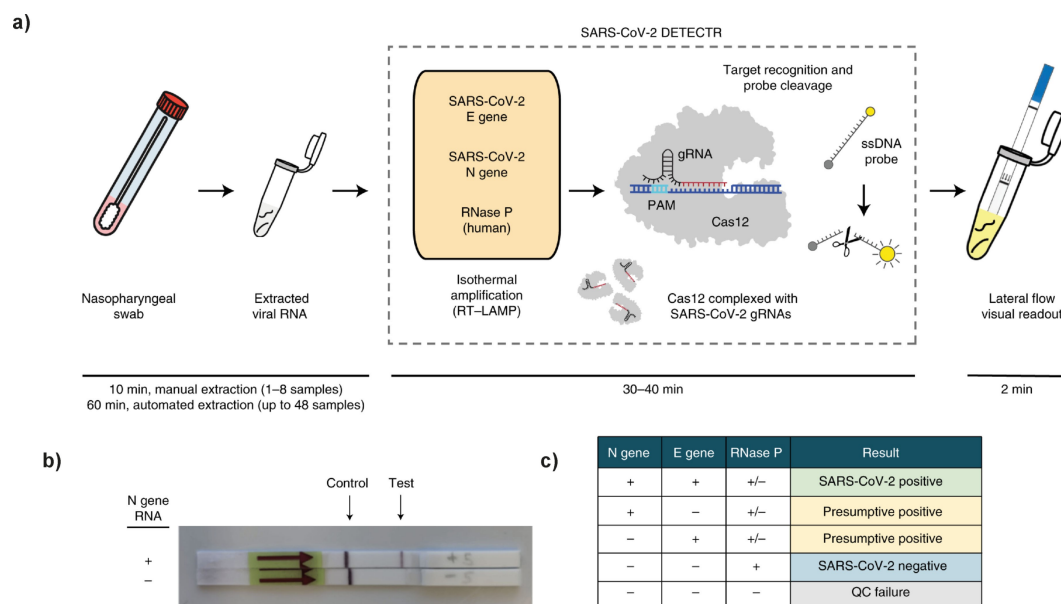 a)
SARS-CoV-2 DETECTR
SARS-CoV-2
E gene
SARS-CoV-2
N gene
RNase P
(human)
Isothermal
amplification
(RT–LAMP)
gRNA
PAM
Cas12
Target recognition and
probe cleavage
ssDNA
probe
Cas12 complexed with
SARS-CoV-2 gRNAs
Nasopharyngeal
swab
Extracted
viral RNA
Lateral flow
visual readout
10 min, manual extraction (1–8 samples)
60 min, automated extraction (up to 48 samples)
30–40 min
2 min
b)
Control Test
N gene
RNA
+
–
+ S
– S
c)
N gene E gene RNase P Result
+ + +/– SARS-CoV-2 positive
+ – +/– Presumptive positive
– + +/– Presumptive positive
– – + SARS-CoV-2 negative
– – – QC failure